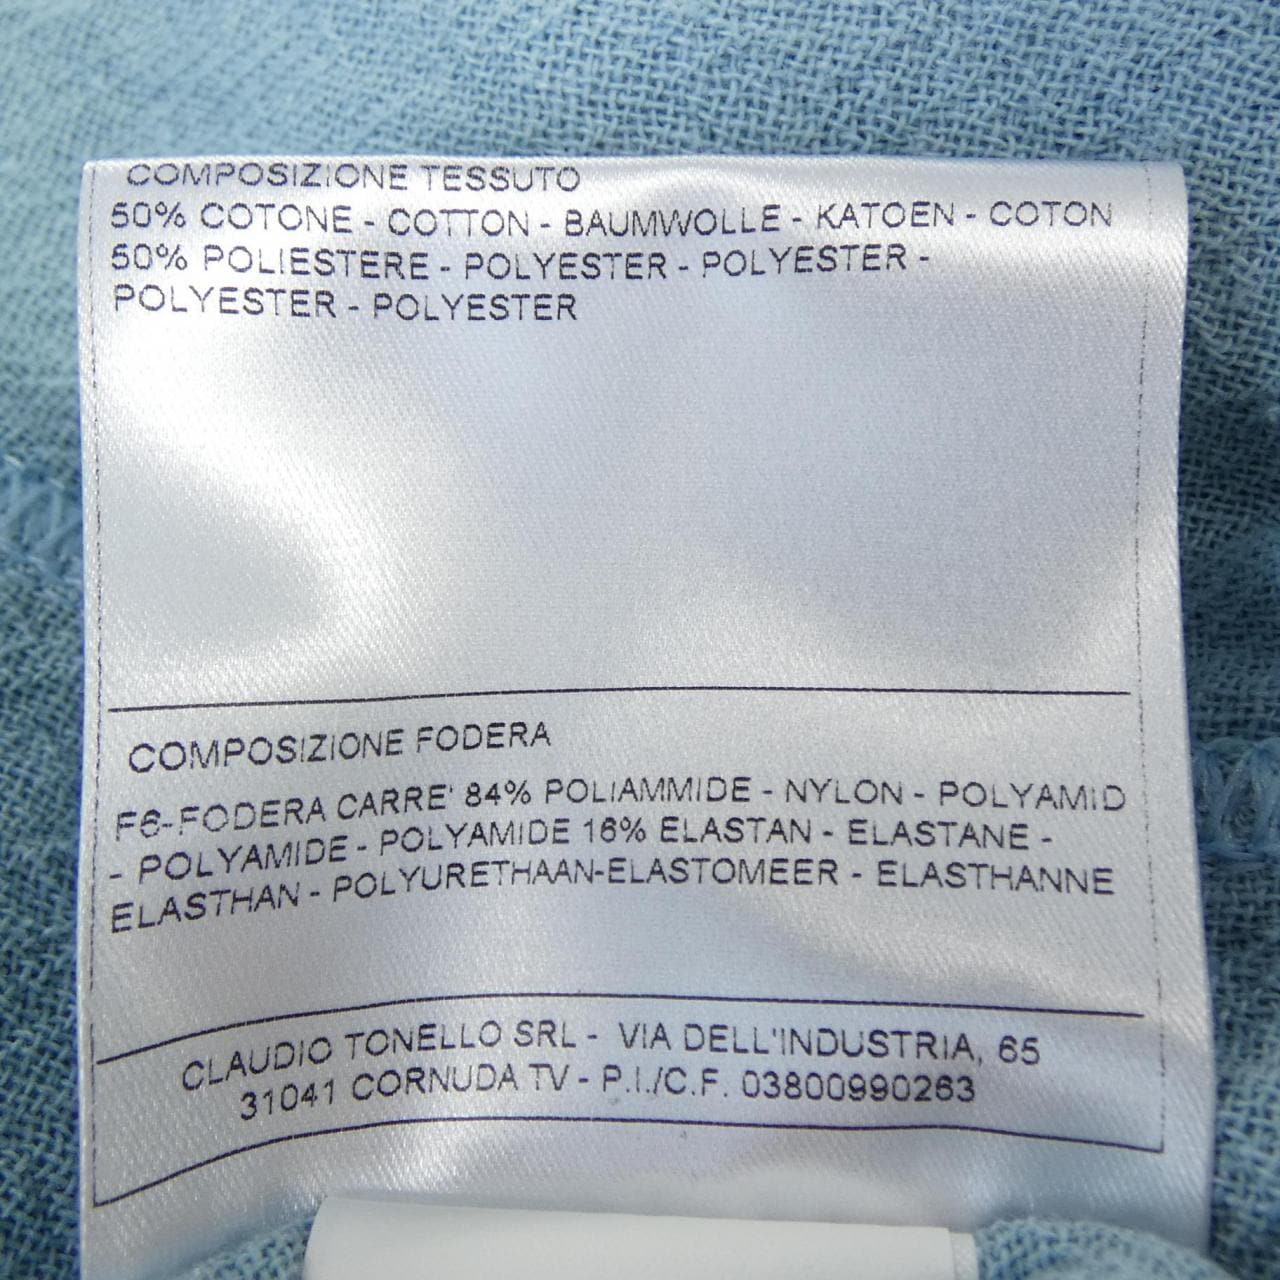 COMPOSIZIONE TESSUTO
50% COTONE - COTTON - BAUMWOLLE - KATOEN - COTON
50% POLIESTERE - POLYESTER - POLYESTER -
POLYESTER - POLYESTER
COMPOSIZIONE FODERA
F6-FODERA CARRE' 84% POLIAMMIDE - NYLON - POLYAMID
- POLYAMIDE - POLYAMIDE 16% ELASTAN - ELASTANE -
ELASTHAN - POLYURETHAAN-ELASTOMEER - ELASTHANNE
CLAUDIO TONELLO SRL - VIA DELL'INDUSTRIA, 65
31041 CORNUDA TV - P.I./C.F. 03800990263